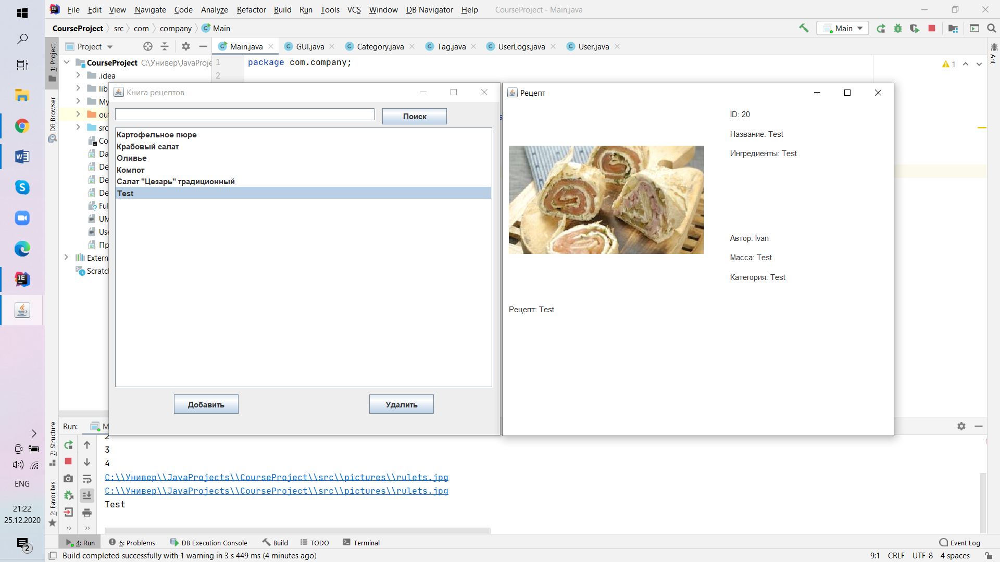 File Edit View Navigate Code Analyze Refactor Build Run Tools VCS Window DB Navigator Help CourseProject - Main.java
CourseProject src com company Main
Main
Project
Main.java GUI.java Category.java Tag.java UserLogs.java User.java
1: Project
DB Browser
7: Structure
2: Favorites
Ant
CourseProject C:\Универ\JavaProje
.idea
lib
My
out
src
Co
Da
De
De
De
Ful
UM
Use
Пр
Extern
Scratc
1 package com.company;
2
1
Книга рецептов
Поиск
Картофельное пюре
Крабовый салат
Оливье
Компот
Салат "Цезарь" традиционный
Test
Добавить Удалить
Рецепт
ID: 20
Название: Test
Ингредиенты: Test
Автор: Ivan
Масса: Test
Категория: Test
Рецепт: Test
Run: M
2
3
4
C:\\Универ\\JavaProjects\\CourseProject\\src\\pictures\\rulets.jpg
C:\\Универ\\JavaProjects\\CourseProject\\src\\pictures\\rulets.jpg
Test
4: Run 6: Problems DB Execution Console Build TODO Terminal Event Log
Build completed successfully with 1 warning in 3 s 449 ms (4 minutes ago) 9:1 CRLF UTF-8 4 spaces
ENG
21:22
25.12.2020
2